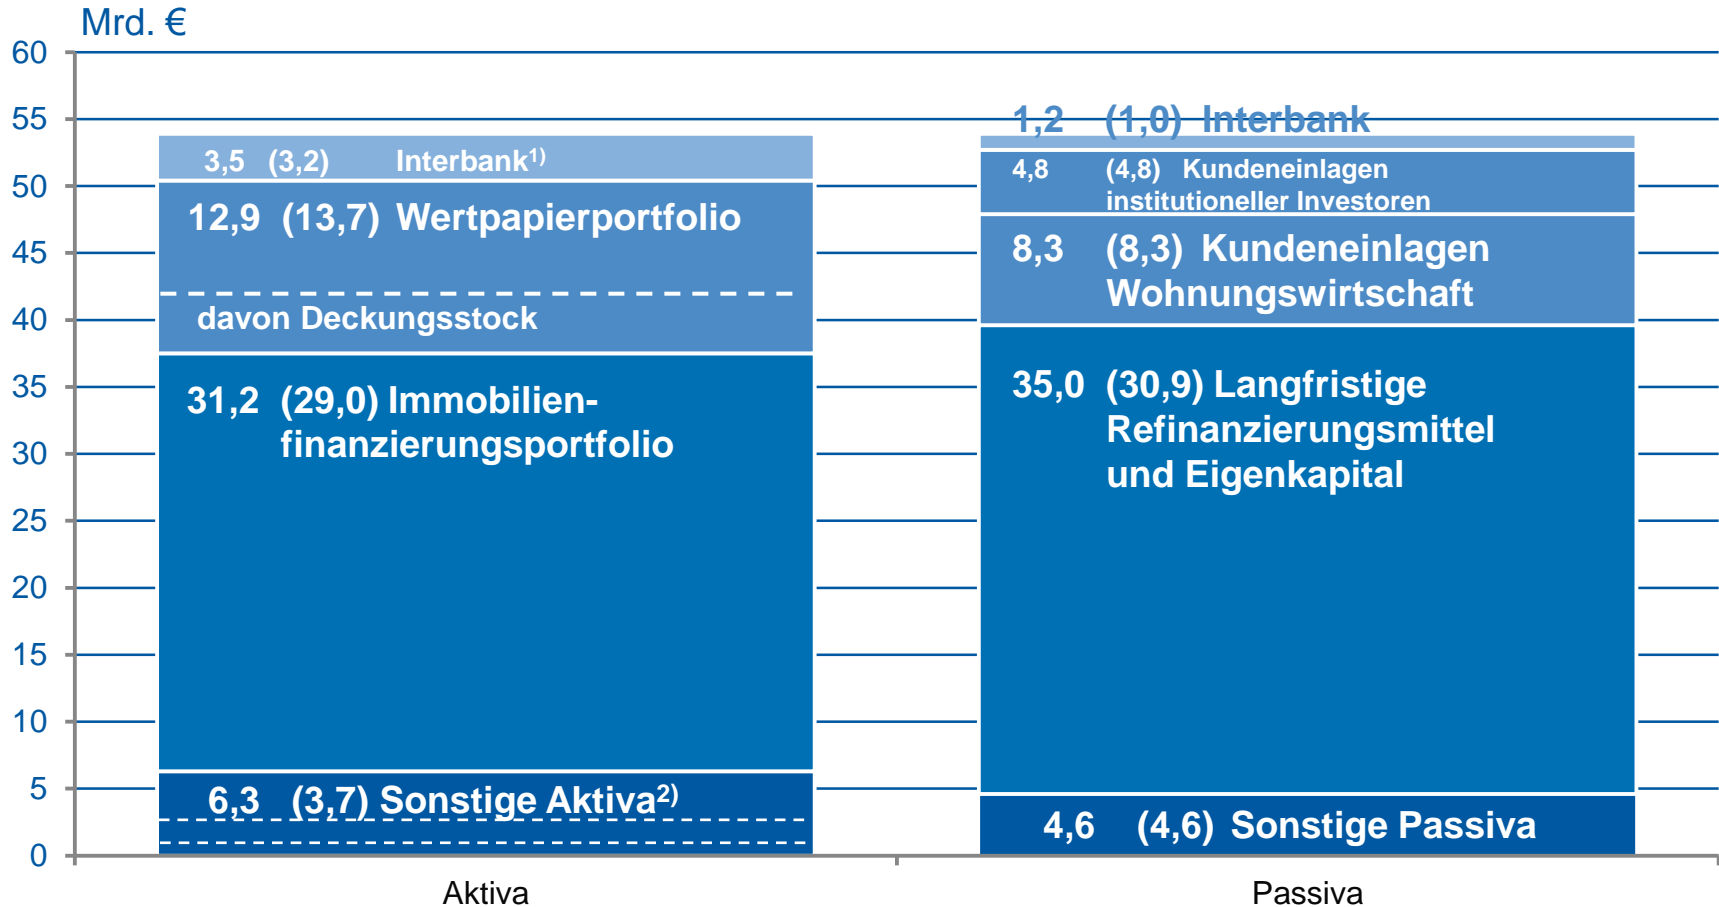 Mrd. €
60
55
50
45
40
35
30
25
20
15
10
5
0
3,5 (3,2) Interbank1)
12,9 (13,7) Wertpapierportfolio
davon Deckungsstock
31,2 (29,0) Immobilien-
finanzierungsportfolio
6,3 (3,7) Sonstige Aktiva2)
Aktiva
1,2 (1,0) Interbank
4,8 (4,8) Kundeneinlagen
institutioneller Investoren
8,3 (8,3) Kundeneinlagen
Wohnungswirtschaft
35,0 (30,9) Langfristige
Refinanzierungsmittel
und Eigenkapital
4,6 (4,6) Sonstige Passiva
Passiva